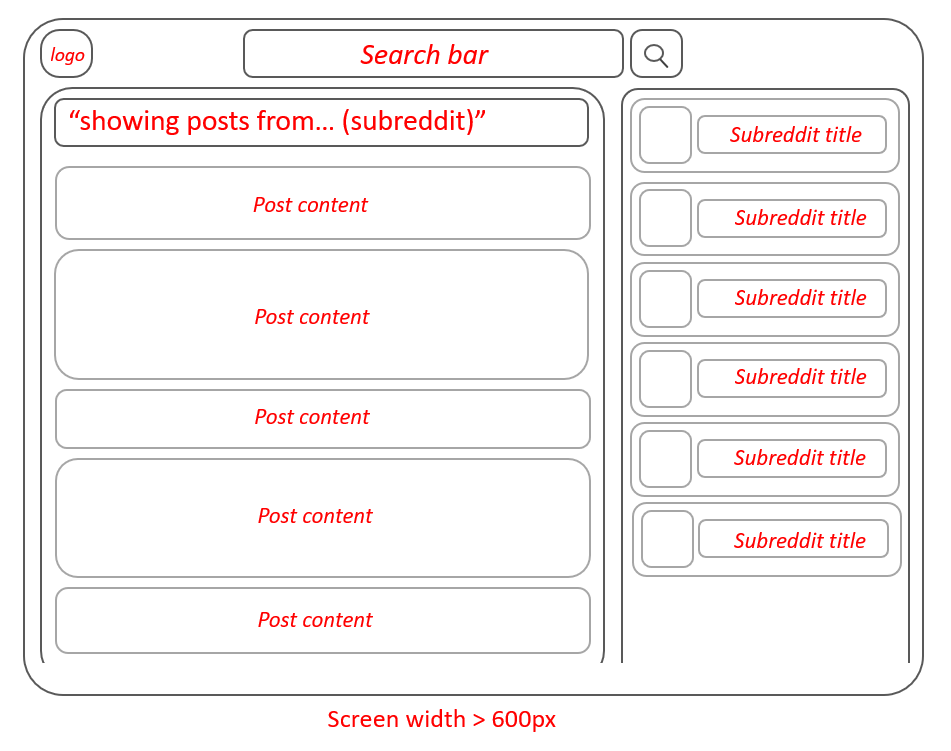 logo
Search bar
“showing posts from... (subreddit)”
Post content
Post content
Post content
Post content
Post content
Subreddit title
Subreddit title
Subreddit title
Subreddit title
Subreddit title
Subreddit title
Screen width > 600px